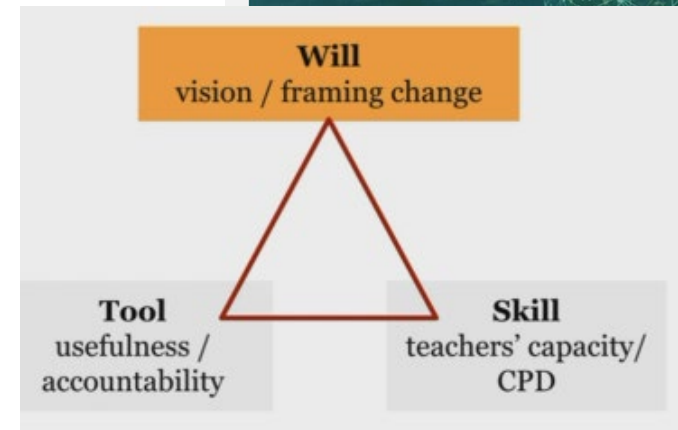 Will
vision / framing change
Tool
usefulness /
accountability
Skill
teachers’ capacity/
CPD